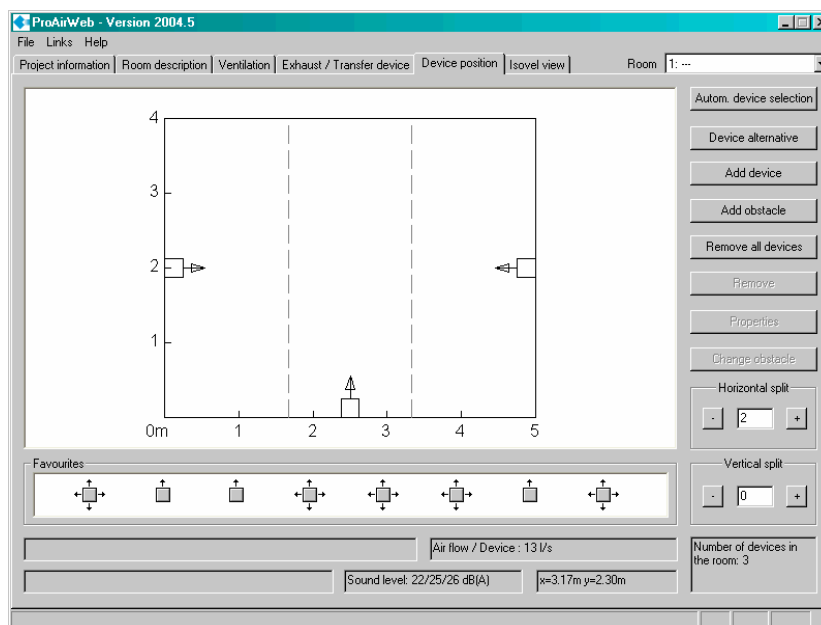 ProAirWeb - Version 2004.5
File Links Help
Project information Room description Ventilation Exhaust / Transfer device Device position Isovel view Room 1: ---
Autom. device selection
Device alternative
Add device
Add obstacle
Remove all devices
Remove
Properties
Change obstacle
Horizontal split
- 2 +
Vertical split
- 0 +
4
3
2
1
0m 1 2 3 4 5
Favourites
Air flow / Device : 13 l/s
Sound level: 22/25/26 dB(A) x=3.17m y=2.30m
Number of devices in
the room: 3